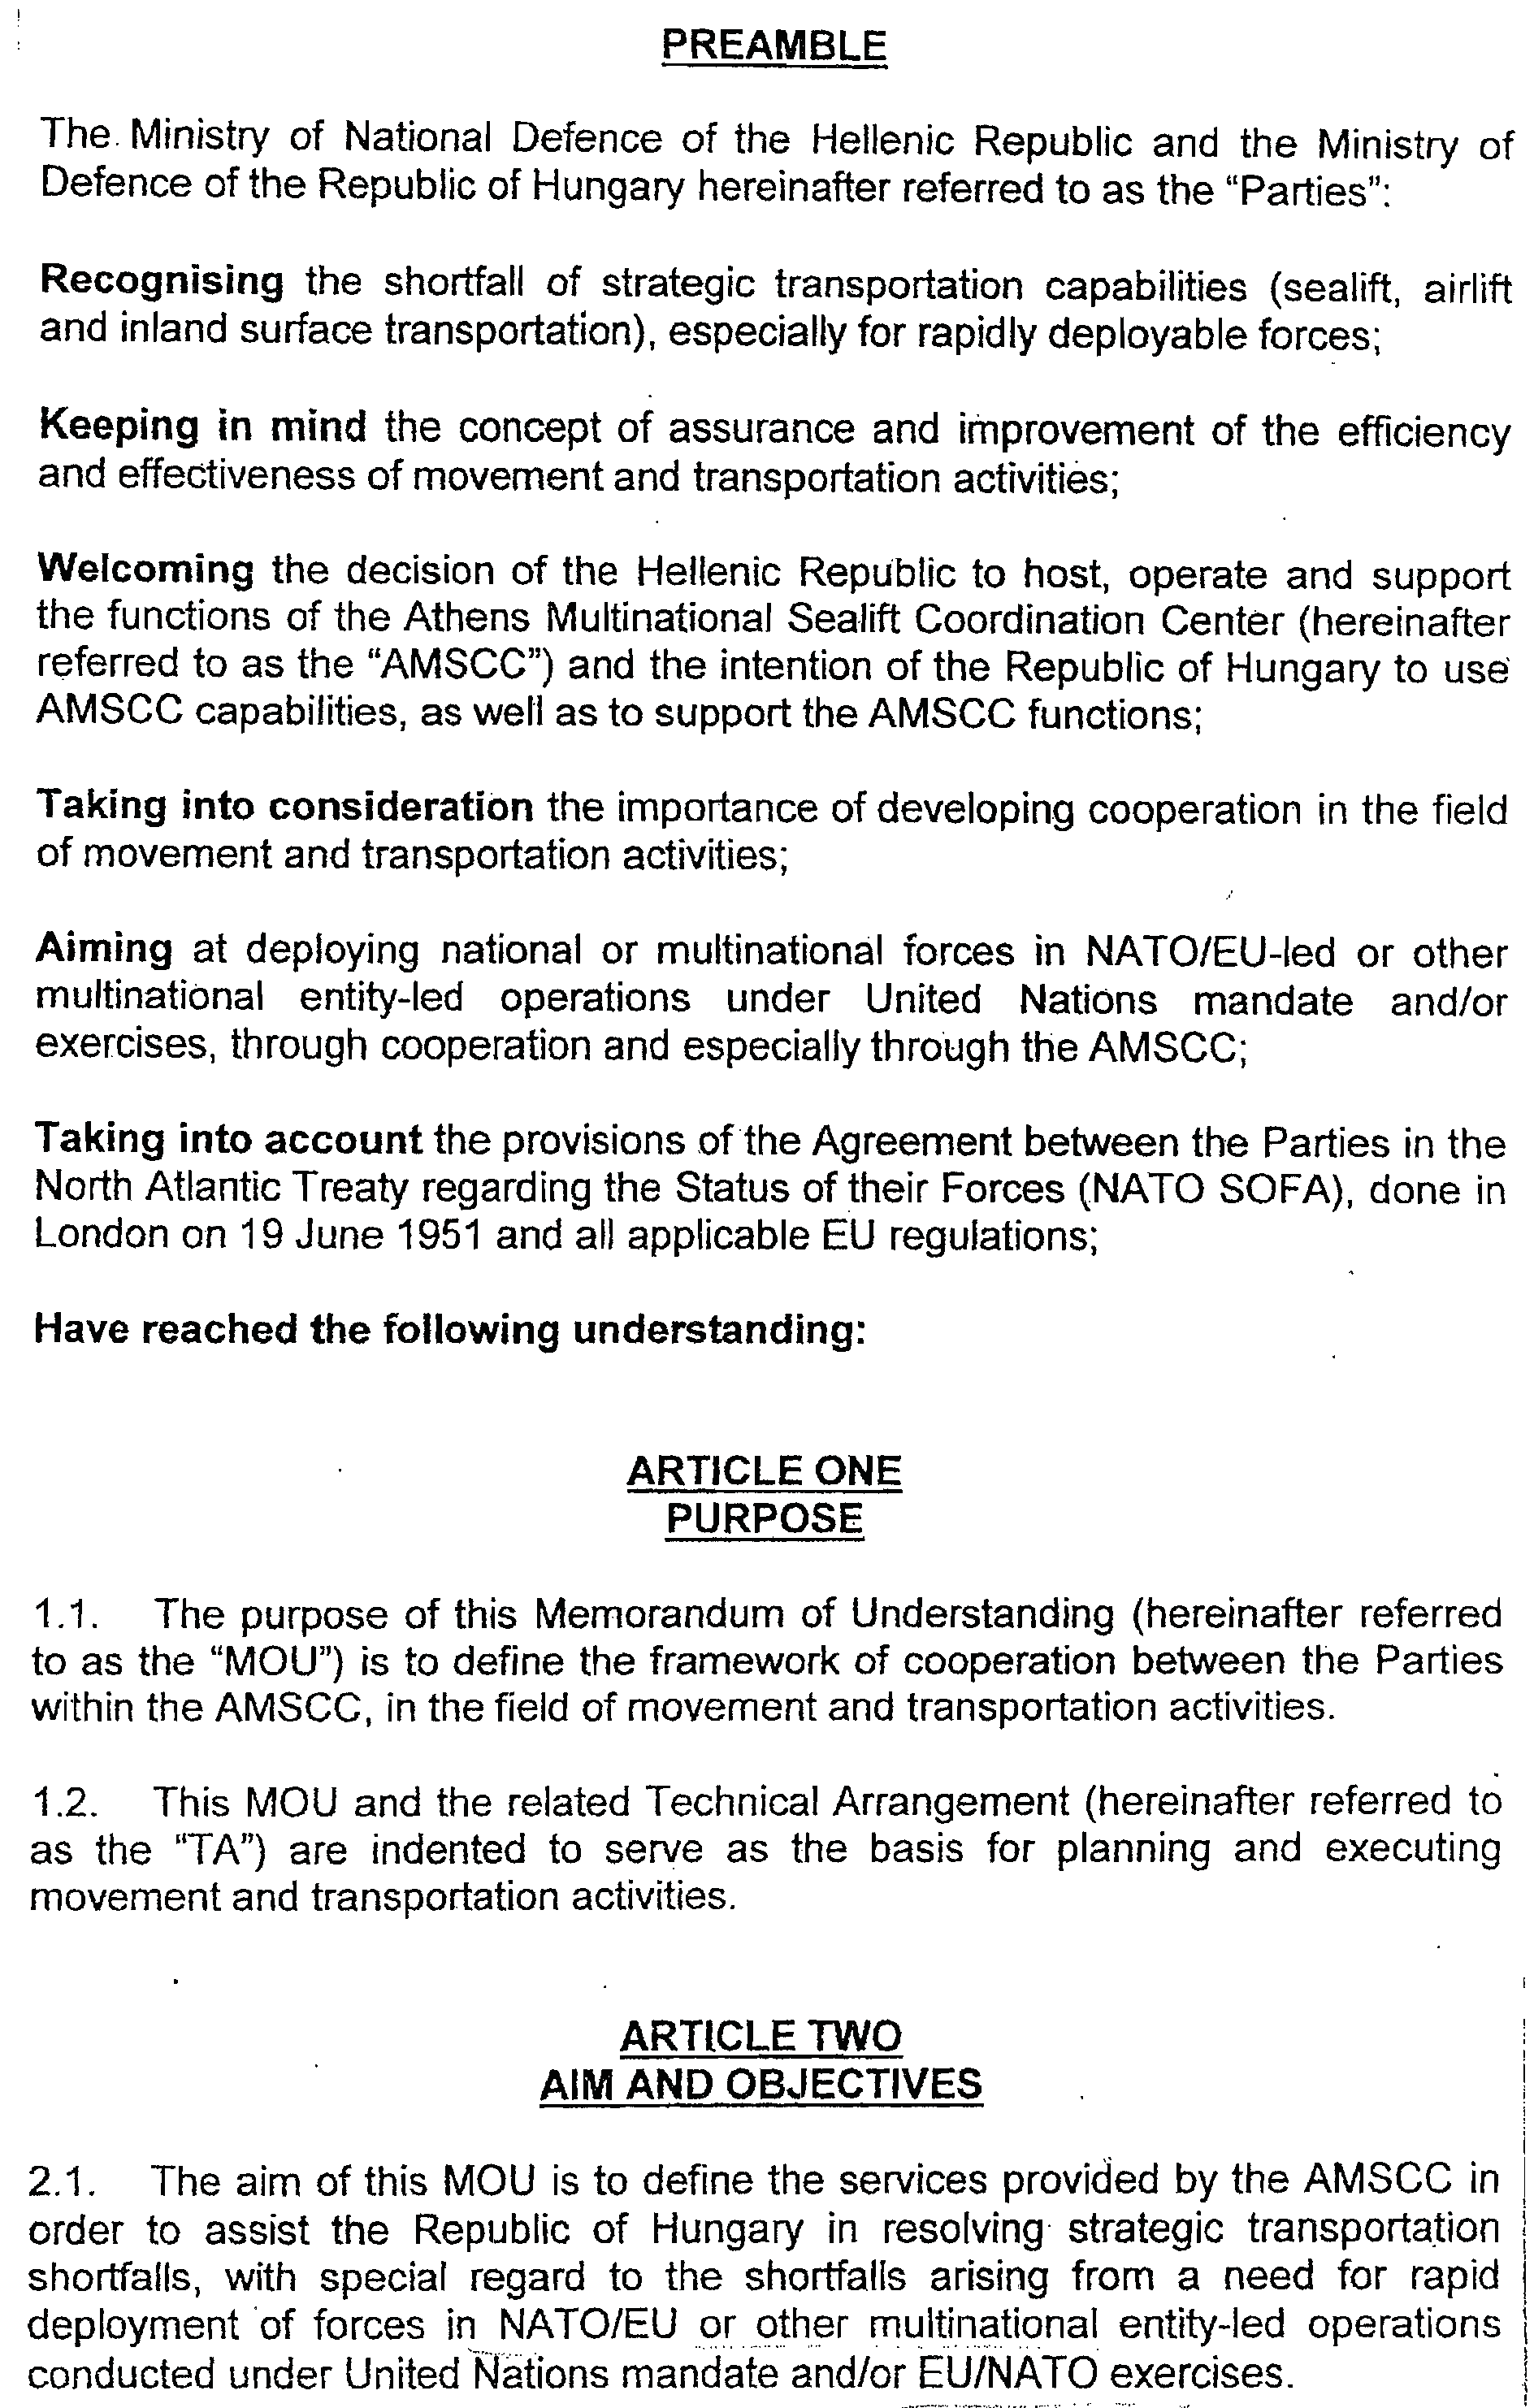 PREAMBLE
The Ministry of National Defence of the Hellenic Republic and the Ministry of
Defence of the Republic of Hungary hereinafter referred to as the “Parties”:
Recognising the shortfall of strategic transportation capabilities (sealift, airlift
and inland surface transportation), especially for rapidly deployable forces;
Keeping in mind the concept of assurance and improvement of the efficiency
and effectiveness of movement and transportation activities;
Welcoming the decision of the Hellenic Republic to host, operate and support
the functions of the Athens Multinational Sealift Coordination Center (hereinafter
referred to as the “AMSCC”) and the intention of the Republic of Hungary to use
AMSCC capabilities, as well as to support the AMSCC functions;
Taking into consideration the importance of developing cooperation in the field
of movement and transportation activities;
Aiming at deploying national or multinational forces in NATO/EU-led or other
multinational entity-led operations under United Nations mandate and/or
exercises, through cooperation and especially through the AMSCC;
Taking into account the provisions of the Agreement between the Parties in the
North Atlantic Treaty regarding the Status of their Forces (NATO SOFA), done in
London on 19 June 1951 and all applicable EU regulations;
Have reached the following understanding:
ARTICLE ONE
PURPOSE
1.1. The purpose of this Memorandum of Understanding (hereinafter referred
to as the “MOU”) is to define the framework of cooperation between the Parties
within the AMSCC, in the field of movement and transportation activities.
1.2. This MOU and the related Technical Arrangement (hereinafter referred to
as the “TA”) are indented to serve as the basis for planning and executing
movement and transportation activities.
ARTICLE TWO
AIM AND OBJECTIVES
2.1. The aim of this MOU is to define the services provided by the AMSCC in
order to assist the Republic of Hungary in resolving strategic transportation
shortfalls, with special regard to the shortfalls arising from a need for rapid
deployment of forces in NATO/EU or other multinational entity-led operations
conducted under United Nations mandate and/or EU/NATO exercises.